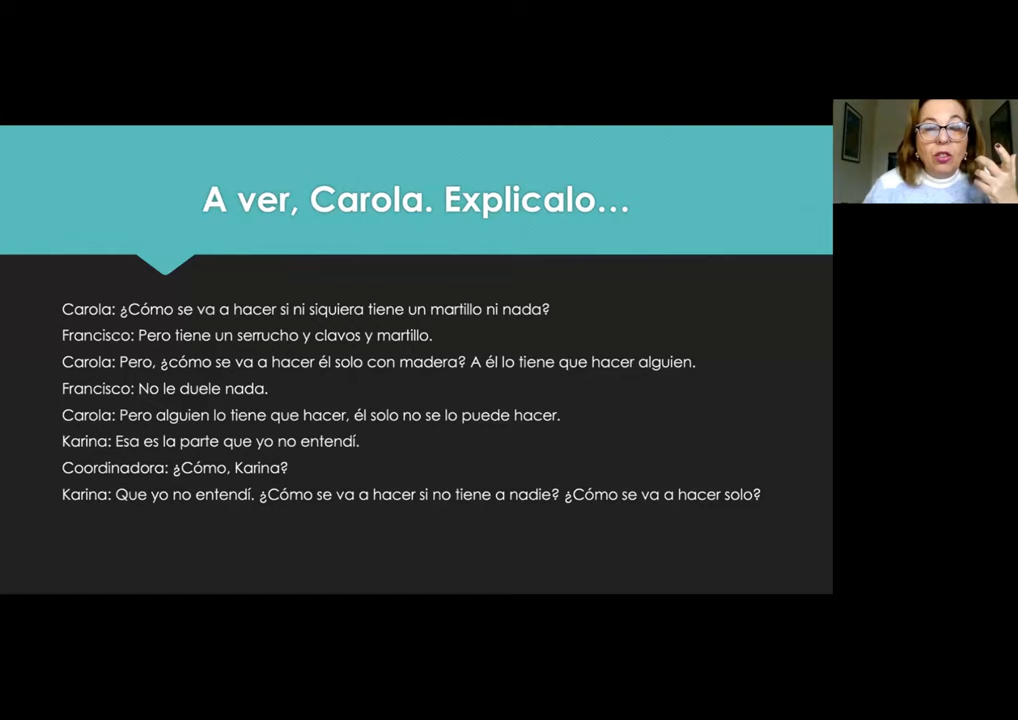 A ver, Carola. Explicalo...
Carola: ¿Cómo se va a hacer si ni siquiera tiene un martillo ni nada?
Francisco: Pero tiene un serrucho y clavos y martillo.
Carola: Pero, ¿cómo se va a hacer él solo con madera? A él lo tiene que hacer alguien.
Francisco: No le duele nada.
Carola: Pero alguien lo tiene que hacer, él solo no se lo puede hacer.
Karina: Esa es la parte que yo no entendí.
Coordinadora: ¿Cómo, Karina?
Karina: Que yo no entendí. ¿Cómo se va a hacer si no tiene a nadie? ¿Cómo se va a hacer solo?